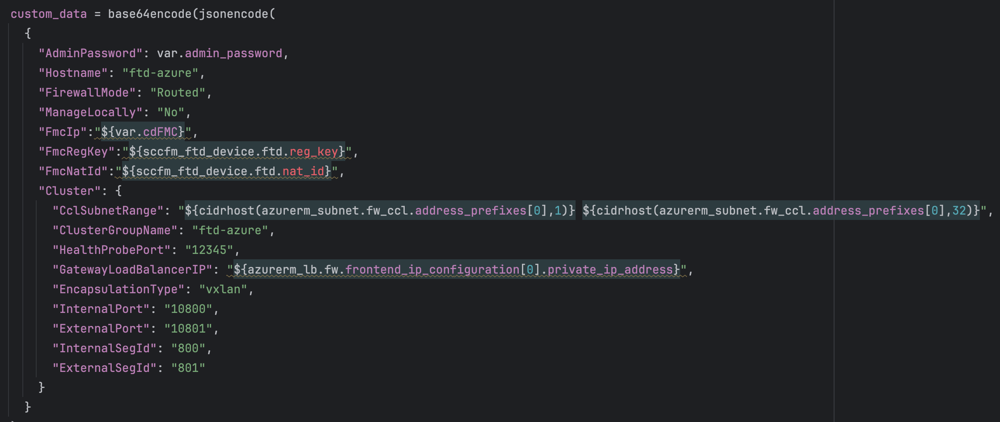 custom_data = base64encode(jsonencode(
{
"AdminPassword": var.admin_password,
"Hostname": "ftd-azure",
"FirewallMode": "Routed",
"ManageLocally": "No",
"FmcIp":"${var.cdFMC}",
"FmcRegKey":"${sccfm_ftd_device.ftd.reg_key}",
"FmcNatId":"${sccfm_ftd_device.ftd.nat_id}",
"Cluster": {
"CclSubnetRange": "${cidrhost(azurerm_subnet.fw_ccl.address_prefixes[0],1)} ${cidrhost(azurerm_subnet.fw_ccl.address_prefixes[0],32)}",
"ClusterGroupName": "ftd-azure",
"HealthProbePort": "12345",
"GatewayLoadBalancerIP": "${azurerm_lb.fw.frontend_ip_configuration[0].private_ip_address}",
"EncapsulationType": "vxlan",
"InternalPort": "10800",
"ExternalPort": "10801",
"InternalSegId": "800",
"ExternalSegId": "801"
}
}